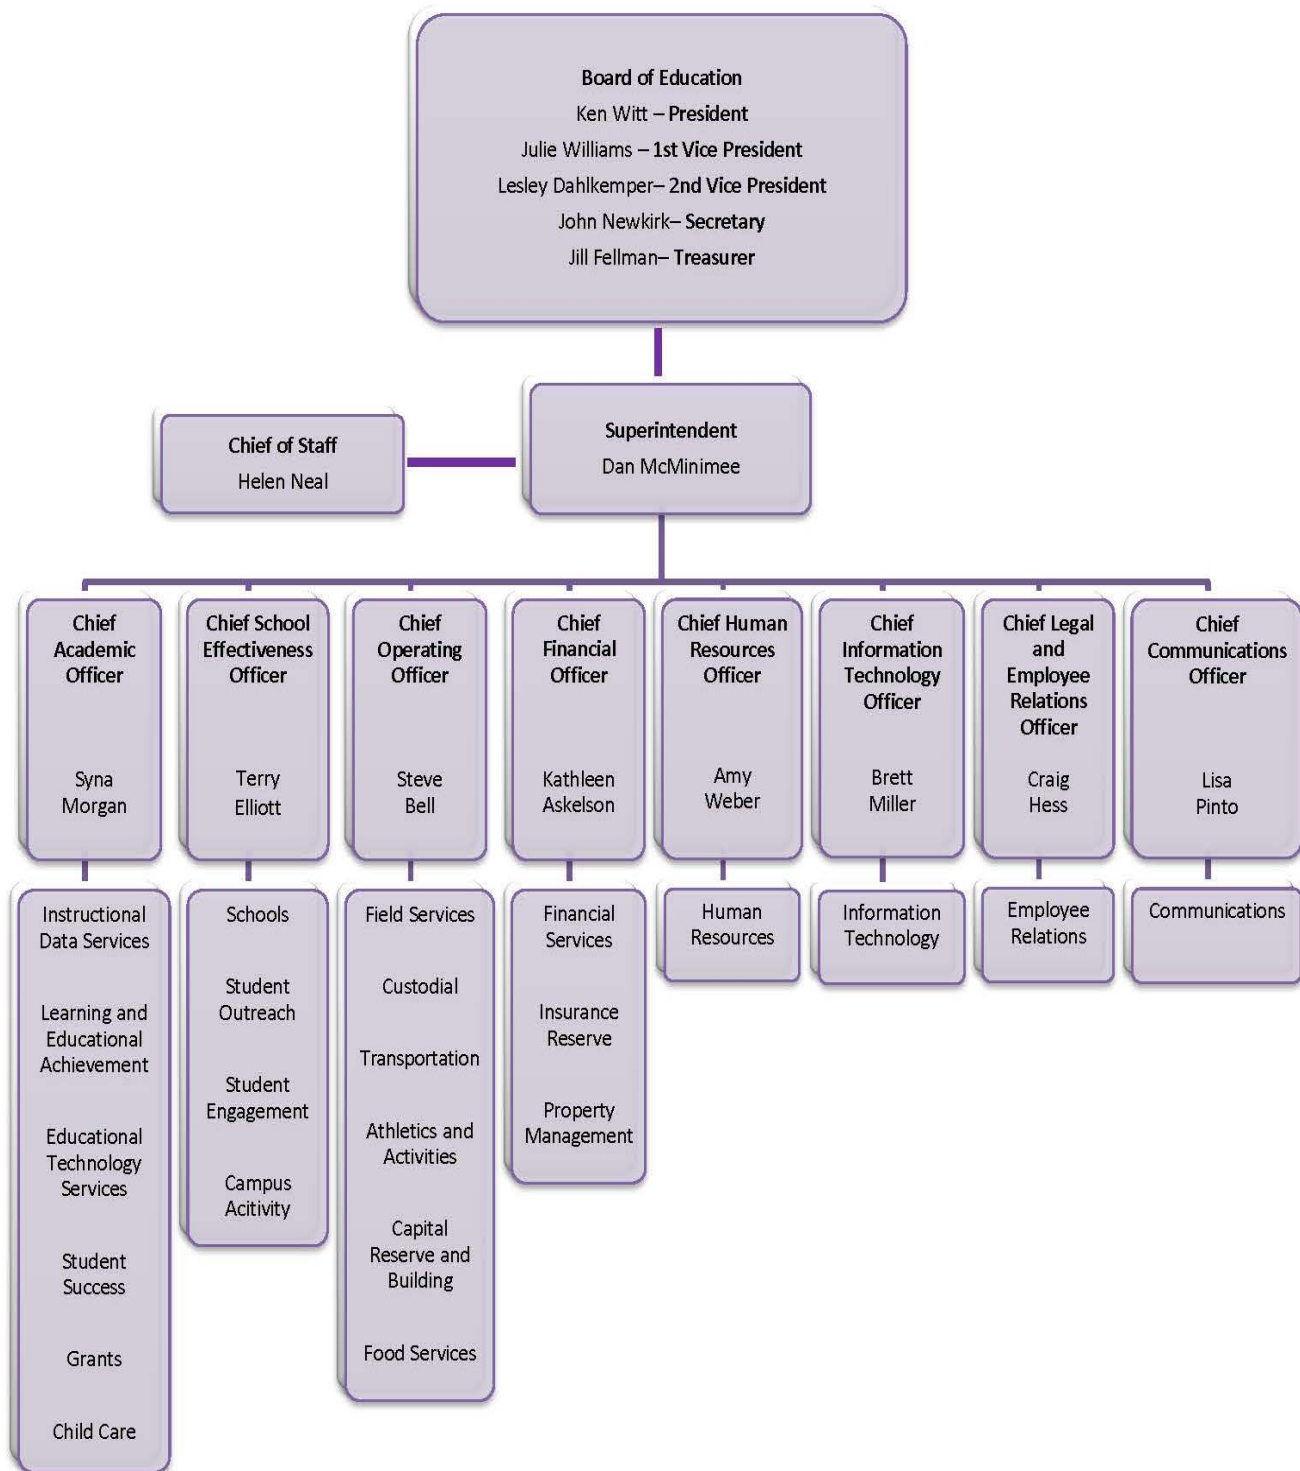 Board of Education
Ken Witt – President
Julie Williams – 1st Vice President
Lesley Dahlkemper– 2nd Vice President
John Newkirk– Secretary
Jill Fellman– Treasurer
Chief of Staff
Helen Neal
Superintendent
Dan McMinimee
Chief
Academic
Officer
Syna
Morgan
Chief School
Effectiveness
Officer
Terry
Elliott
Chief
Operating
Officer
Steve
Bell
Chief
Financial
Officer
Kathleen
Askelson
Chief Human
Resources
Officer
Amy
Weber
Chief
Information
Technology
Officer
Brett
Miller
Chief Legal
and
Employee
Relations
Officer
Craig
Hess
Chief
Communications
Officer
Lisa
Pinto
Instructional
Data Services
Learning and
Educational
Achievement
Educational
Technology
Services
Student
Success
Grants
Child Care
Schools
Student
Outreach
Student
Engagement
Campus
Acitivity
Field Services
Custodial
Transportation
Athletics and
Activities
Capital
Reserve and
Building
Food Services
Financial
Services
Insurance
Reserve
Property
Management
Human
Resources
Information
Technology
Employee
Relations
Communications